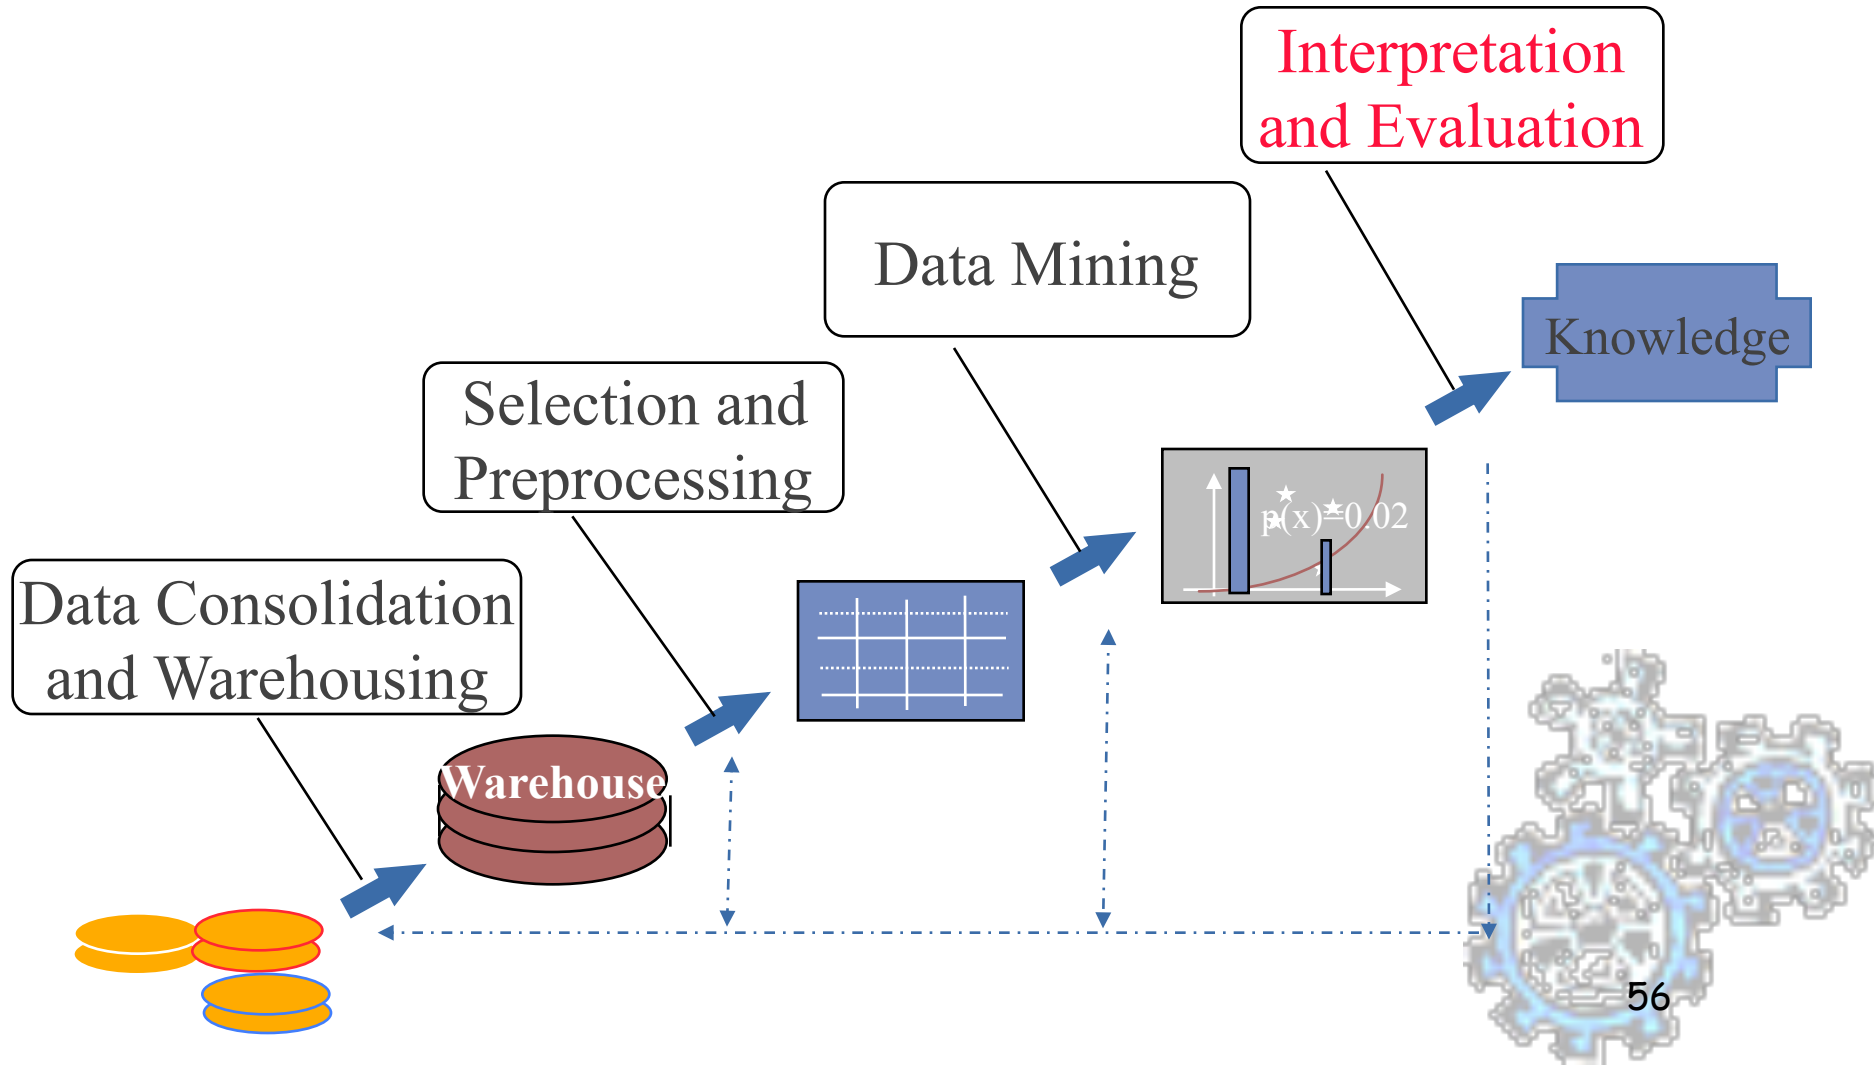 Interpretation
and Evaluation
Data Mining
Knowledge
Selection and
Preprocessing
p(x)=0.02
Data Consolidation
and Warehousing
Warehouse
56